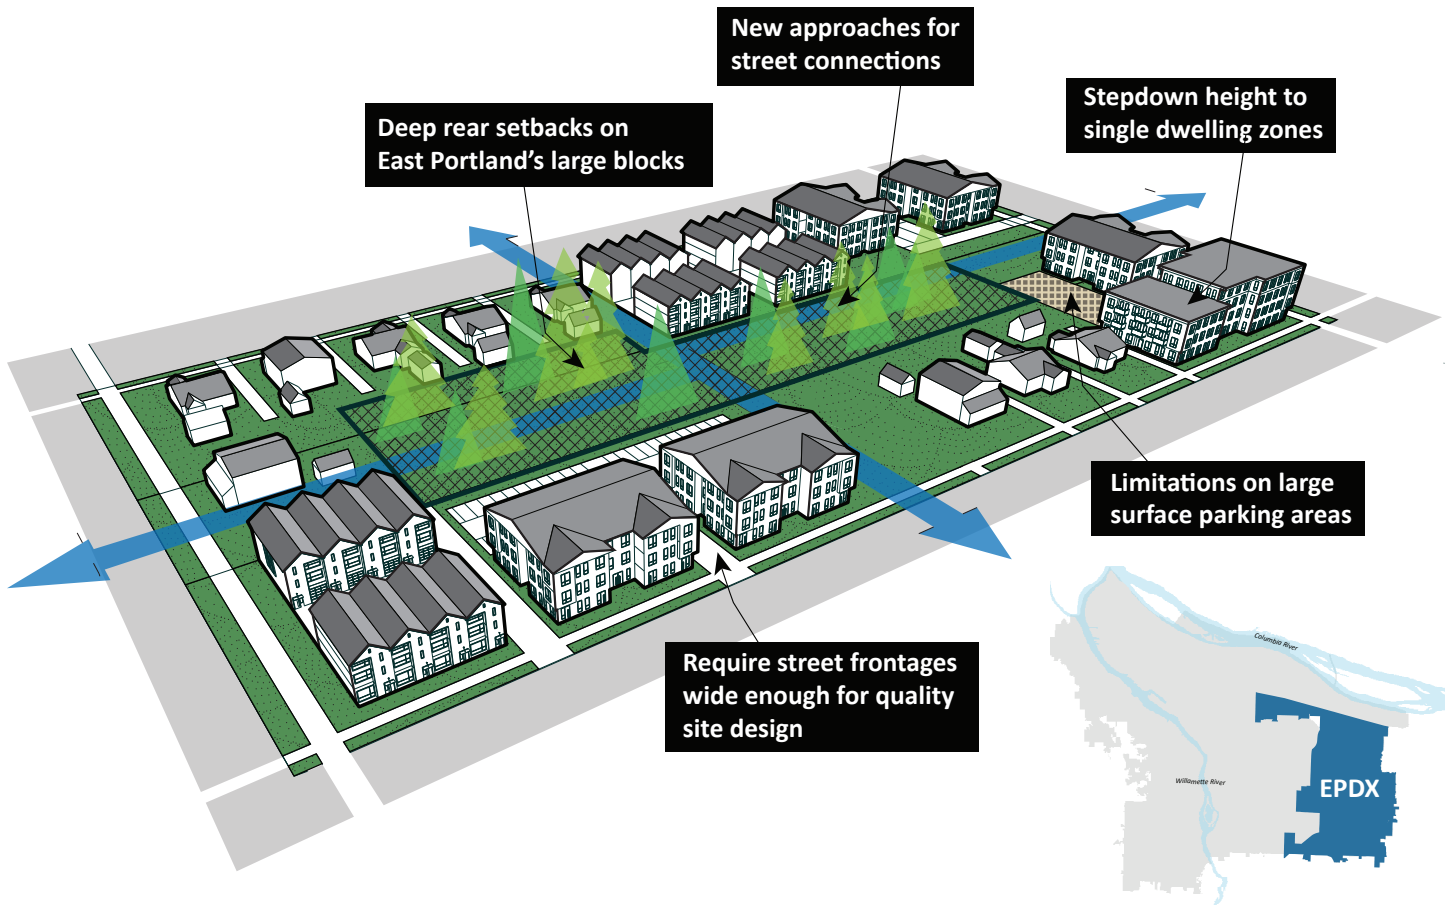 New approaches for
street connections
Stepdown height to
single dwelling zones
Deep rear setbacks on
East Portland’s large blocks
Limitations on large
surface parking areas
Require street frontages
wide enough for quality
site design
Columbia River
Willamette River
EPDX